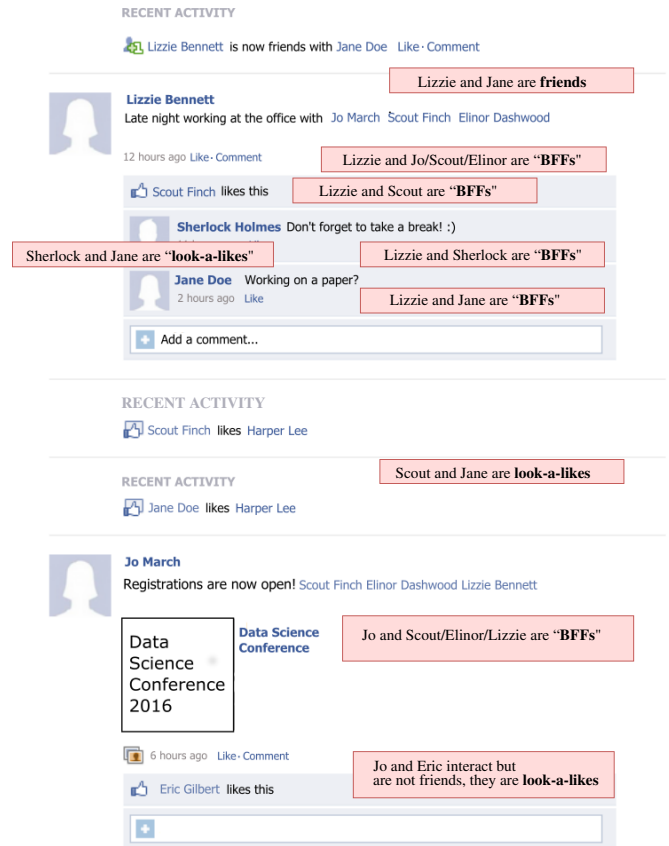 RECENT ACTIVITY
Lizzie Bennett is now friends with Jane Doe Like · Comment
Lizzie and Jane are friends
Lizzie Bennett
Late night working at the office with Jo March Scout Finch Elinor Dashwood
12 hours ago Like · Comment
Lizzie and Jo/Scout/Elinor are “BFFs"
Scout Finch likes this
Lizzie and Scout are “BFFs"
Sherlock Holmes Don't forget to take a break! :)
Sherlock and Jane are “look-a-likes"
Lizzie and Sherlock are “BFFs"
Jane Doe Working on a paper?
2 hours ago Like
Lizzie and Jane are “BFFs"
Add a comment...
RECENT ACTIVITY
Scout Finch likes Harper Lee
Scout and Jane are look-a-likes
RECENT ACTIVITY
Jane Doe likes Harper Lee
Jo March
Registrations are now open! Scout Finch Elinor Dashwood Lizzie Bennett
Data
Science
Conference
2016
Data Science
Conference
Jo and Scout/Elinor/Lizzie are “BFFs"
6 hours ago Like · Comment
Jo and Eric interact but
are not friends, they are look-a-likes
Eric Gilbert likes this